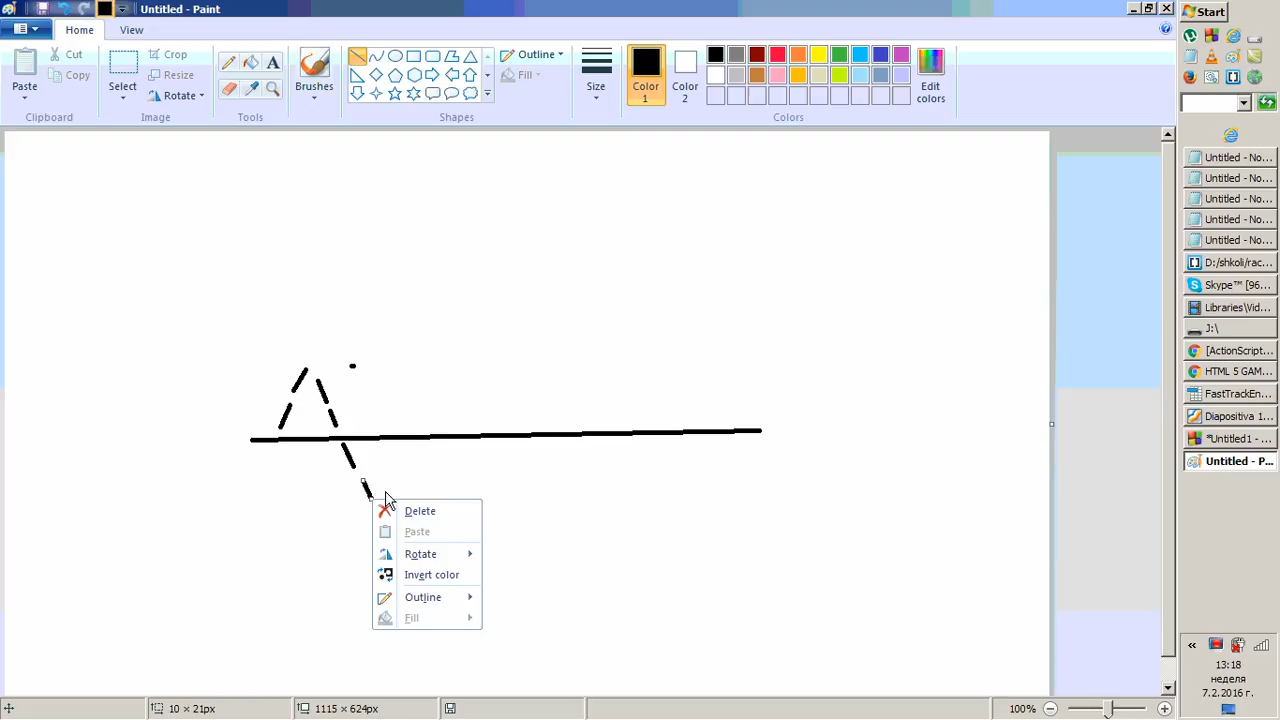 Untitled - Paint
Home
View
Paste
Cut
Copy
Clipboard
Select
Crop
Resize
Rotate
Image
Tools
Brushes
Shapes
Outline
Fill
Size
Color
1
Color
2
Edit
colors
Colors
Delete
Paste
Rotate
Invert color
Outline
Fill
10 × 21px
1115 × 624px
100%
Start
Untitled - No...
Untitled - No...
Untitled - No...
Untitled - No...
Untitled - No...
D:/shkoli/rac...
Skype™ [96...
Libraries\Vid...
J:\
[ActionScript...
HTML 5 GAM...
FastTrackEn...
Diapositiva 1...
*Untitled1 - ...
Untitled - P...
13:18
неделя
7.2.2016 г.